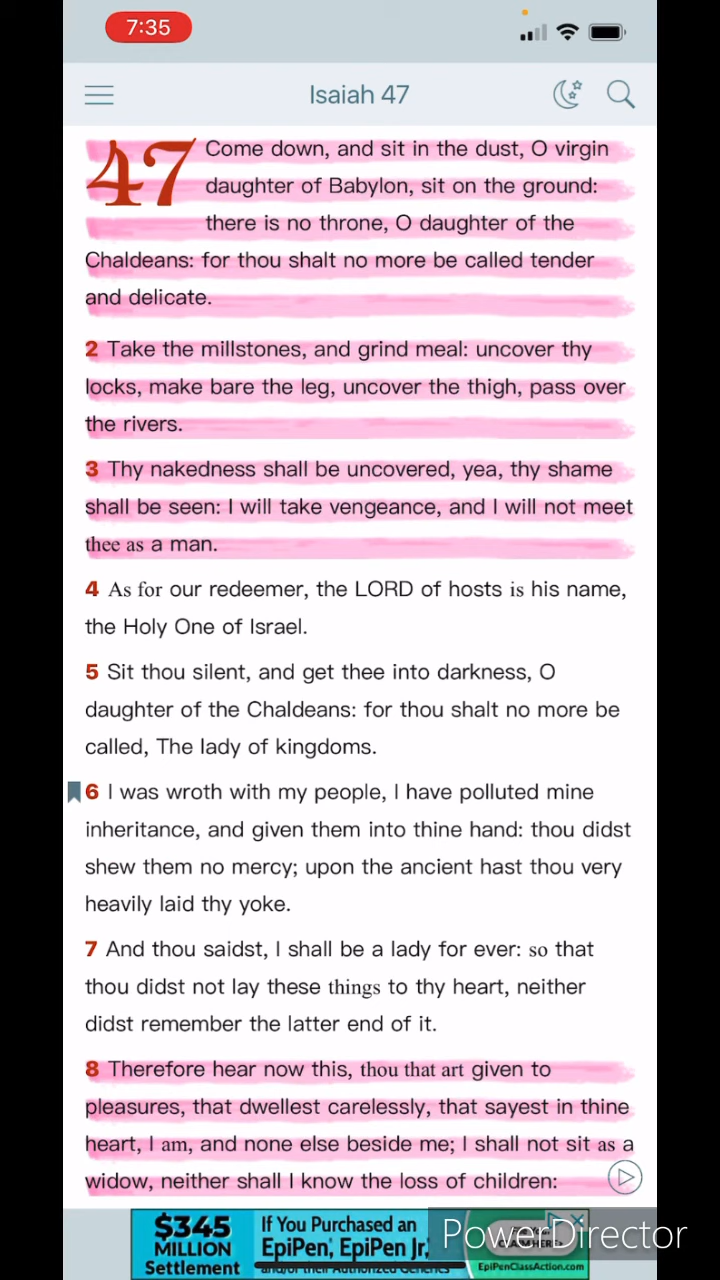 7:35
Isaiah 47
47 Come down, and sit in the dust, O virgin
daughter of Babylon, sit on the ground:
there is no throne, O daughter of the
Chaldeans: for thou shalt no more be called tender
and delicate.
2 Take the millstones, and grind meal: uncover thy
locks, make bare the leg, uncover the thigh, pass over
the rivers.
3 Thy nakedness shall be uncovered, yea, thy shame
shall be seen: I will take vengeance, and I will not meet
thee as a man.
4 As for our redeemer, the LORD of hosts is his name,
the Holy One of Israel.
5 Sit thou silent, and get thee into darkness, O
daughter of the Chaldeans: for thou shalt no more be
called, The lady of kingdoms.
6 I was wroth with my people, I have polluted mine
inheritance, and given them into thine hand: thou didst
shew them no mercy; upon the ancient hast thou very
heavily laid thy yoke.
7 And thou saidst, I shall be a lady for ever: so that
thou didst not lay these things to thy heart, neither
didst remember the latter end of it.
8 Therefore hear now this, thou that art given to
pleasures, that dwellest carelessly, that sayest in thine
heart, I am, and none else beside me; I shall not sit as a
widow, neither shall I know the loss of children:
$345
MILLION
Settlement
If You Purchased an
EpiPen, EpiPen Jr,
and/or their Authorized Generics
CLAIM HERE>
EpiPenClassAction.com
PowerDirector